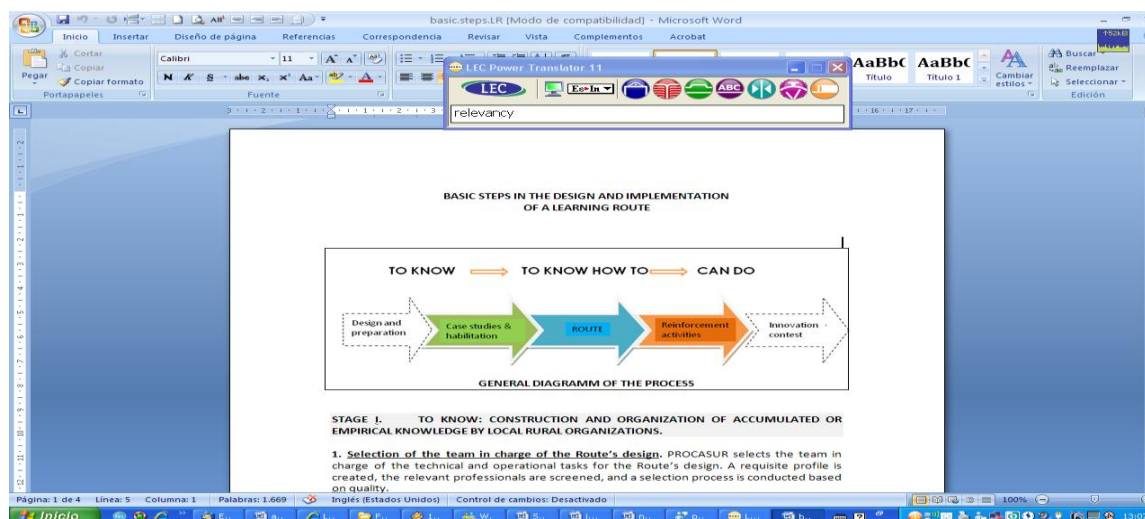 basic.steps.LR [Modo de compatibilidad] - Microsoft Word
Inicio Insertar Diseño de página Referencias Correspondencia Revisar Vista Complementos Acrobat
Pegar
Cortar
Copiar
Copiar formato
Portapapeles
Calibri 11
N K S abc x, x² Aa A
Fuente
LEC Power Translator 11
LEC Es▸In ABC
relevancy
AaBbC AaBbC
Título Título 1
Cambiar estilos
Buscar
Reemplazar
Seleccionar
Edición
BASIC STEPS IN THE DESIGN AND IMPLEMENTATION
OF A LEARNING ROUTE
TO KNOW TO KNOW HOW TO CAN DO
Design and
preparation
Case studies &
habilitation
ROUTE
Reinforcement
activities
Innovation
contest
GENERAL DIAGRAMM OF THE PROCESS
STAGE I. TO KNOW: CONSTRUCTION AND ORGANIZATION OF ACCUMULATED OR
EMPIRICAL KNOWLEDGE BY LOCAL RURAL ORGANIZATIONS.
1. Selection of the team in charge of the Route's design. PROCASUR selects the team in
charge of the technical and operational tasks for the Route's design. A requisite profile is
created, the relevant professionals are screened, and a selection process is conducted based
on quality.
Página: 1 de 4 Línea: 5 Columna: 1 Palabras: 1.669 Inglés (Estados Unidos) Control de cambios: Desactivado 100%
Inicio